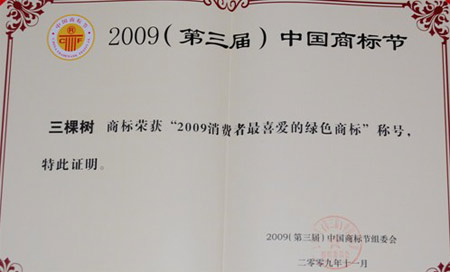 2009(第三届)中国商标节
三棵树 商标荣获“2009消费者最喜爱的绿色商标”称号,
特此证明。
2009(第三届)中国商标节组委会
二零零九年十一月